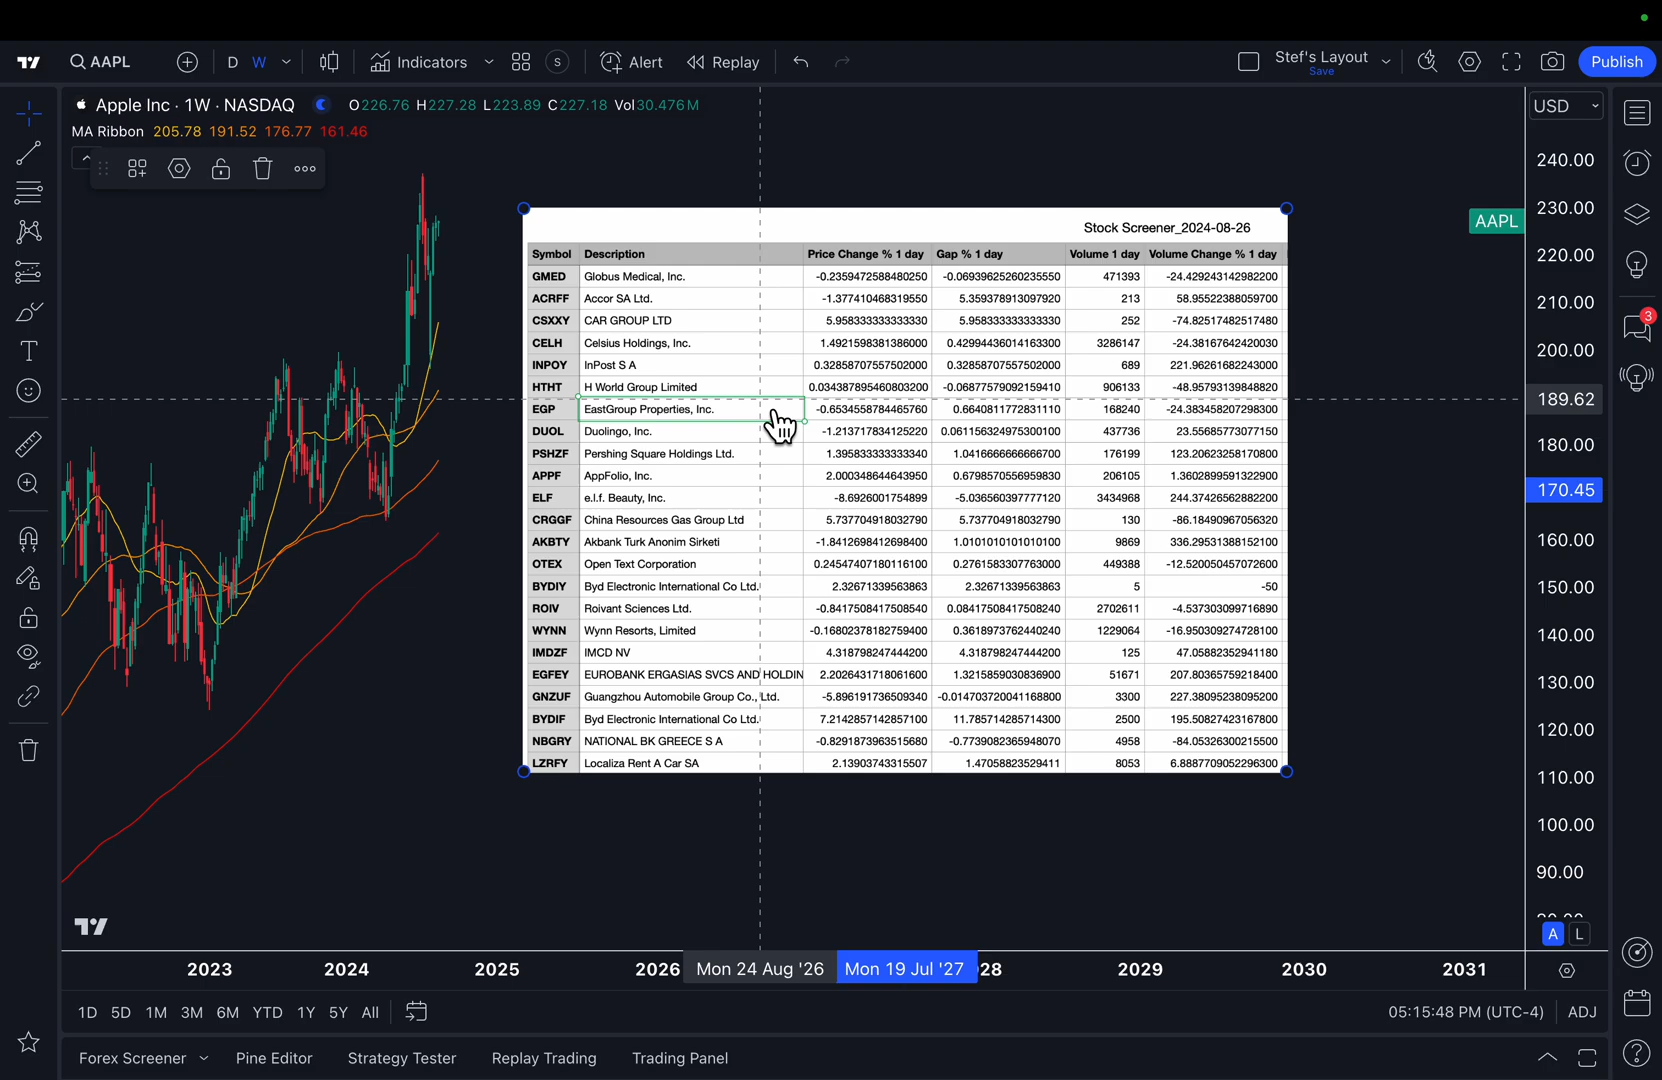 AAPL D W Indicators S Alert Replay Stef's Layout Publish
Save
Apple Inc · 1W · NASDAQ O226.76 H227.28 L223.89 C227.18 Vol30.476M USD
MA Ribbon 205.78 191.52 176.77 161.46
240.00
230.00
AAPL
220.00
210.00
200.00
189.62
180.00
170.45
160.00
150.00
140.00
130.00
120.00
110.00
100.00
90.00
3
Stock Screener_2024-08-26
Symbol Description Price Change % 1 day Gap % 1 day Volume 1 day Volume Change % 1 day
GMED Globus Medical, Inc. -0.2359472588480250 -0.06939625260235550 471393 -24.429243142982200
ACRFF Accor SA Ltd. -1.377410468319550 5.359378913097920 213 58.95522388059700
CSXXY CAR GROUP LTD 5.958333333333330 5.958333333333330 252 -74.82517482517480
CELH Celsius Holdings, Inc. 1.4921598381386000 0.42994436014163300 3286147 -24.38167642420030
INPOY InPost S A 0.32858707557502000 0.32858707557502000 689 221.96261682243000
HTHT H World Group Limited 0.034387895460803200 -0.06877579092159410 906133 -48.95793139848820
EGP EastGroup Properties, Inc. -0.6534558784465760 0.6640811772831110 168240 -24.383458207298300
DUOL Duolingo, Inc. -1.213717834125220 0.061156324975300100 437736 23.55685773077150
PSHZF Pershing Square Holdings Ltd. 1.395833333333340 1.0416666666666700 176199 123.20623258170800
APPF AppFolio, Inc. 2.000348644643950 0.6798570556959830 206105 1.3602899591322900
ELF e.l.f. Beauty, Inc. -8.6926001754899 -5.036560397777120 3434968 244.37426562882200
CRGGF China Resources Gas Group Ltd 5.737704918032790 5.737704918032790 130 -86.18490967056320
AKBTY Akbank Turk Anonim Sirketi -1.8412698412698400 1.0101010101010100 9869 336.29531388152100
OTEX Open Text Corporation 0.24547407180116100 0.2761583307763000 449388 -12.520050457072600
BYDIY Byd Electronic International Co Ltd. 2.32671339563863 2.32671339563863 5 -50
ROIV Roivant Sciences Ltd. -0.8417508417508540 0.08417508417508240 2702611 -4.537303099716890
WYNN Wynn Resorts, Limited -0.16802378182759400 0.3618973762440240 1229064 -16.950309274728100
IMDZF IMCD NV 4.318798247444200 4.318798247444200 125 47.05882352941180
EGFEY EUROBANK ERGASIAS SVCS AND HOLDIN 2.2026431718061600 1.3215859030836900 51671 207.80365759218400
GNZUF Guangzhou Automobile Group Co., Ltd. -5.896191736509340 -0.014703720041168800 3300 227.38095238095200
BYDIF Byd Electronic International Co Ltd. 7.2142857142857100 11.785714285714300 2500 195.50827423167800
NBGRY NATIONAL BK GREECE S A -0.8291873963515680 -0.7739082365948070 4958 -84.05326300215500
LZRFY Localiza Rent A Car SA 2.13903743315507 1.47058823529411 8053 6.8887709052296300
A L
2023 2024 2025 2026 Mon 24 Aug '26 Mon 19 Jul '27 28 2029 2030 2031
1D 5D 1M 3M 6M YTD 1Y 5Y All 05:15:48 PM (UTC-4) ADJ
Forex Screener Pine Editor Strategy Tester Replay Trading Trading Panel